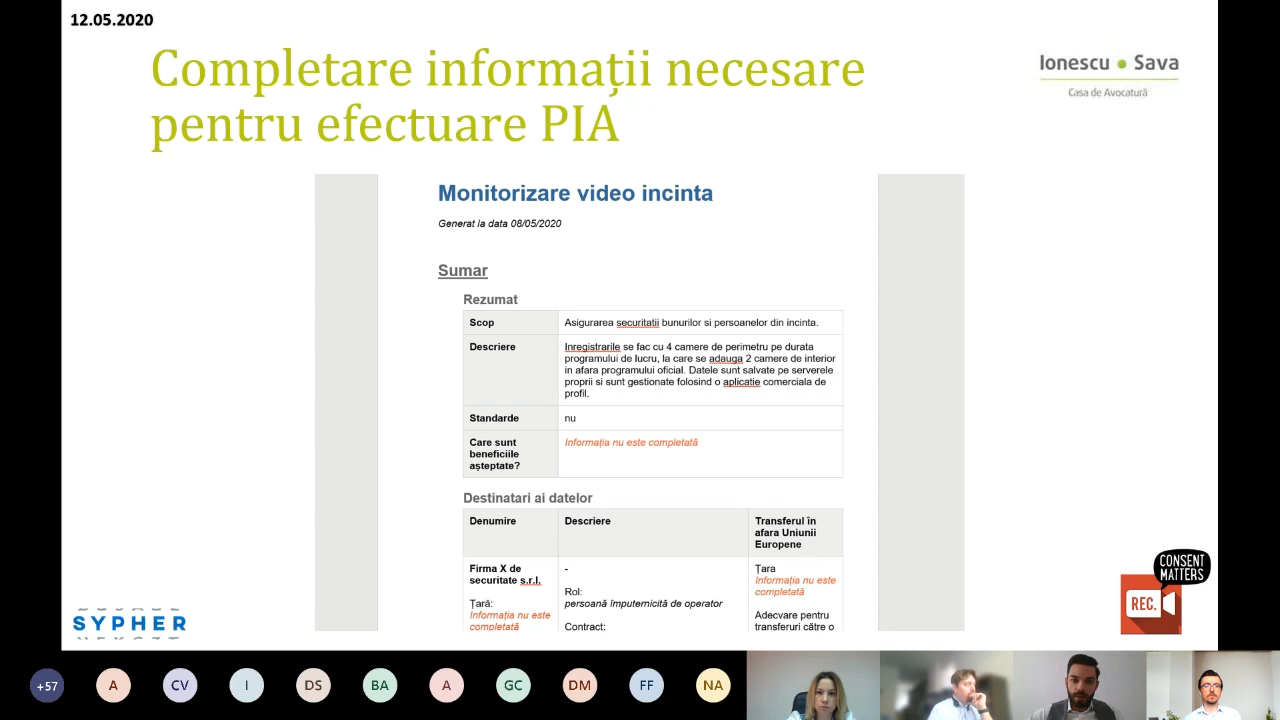 12.05.2020
Completare informații necesare
pentru efectuare PIA
Ionescu • Sava
Casa de Avocatură
Monitorizare video incinta
Generat la data 08/05/2020
Sumar
Rezumat
Scop
Asigurarea securitatii bunurilor si persoanelor din incinta.
Descriere
Inregistrarile se fac cu 4 camere de perimetru pe durata
programului de lucru, la care se adauga 2 camere de interior
in afara programului oficial. Datele sunt salvate pe serverele
proprii si sunt gestionate folosind o aplicatie comerciala de
profil.
Standarde
nu
Care sunt
beneficiile
așteptate?
Informația nu este completată
Destinatari ai datelor
Denumire
Descriere
Transferul în
afara Uniunii
Europene
Firma X de
securitate s.r.l.
Țară:
Informația nu este
completată
-
Rol:
persoană împuternicită de operator
Contract:
Țara
Informația nu este
completată
Adecvare pentru
transferuri către o
CONSENT
MATTERS
REC.
SYPHER
+57
A
CV
I
DS
BA
A
GC
DM
FF
NA